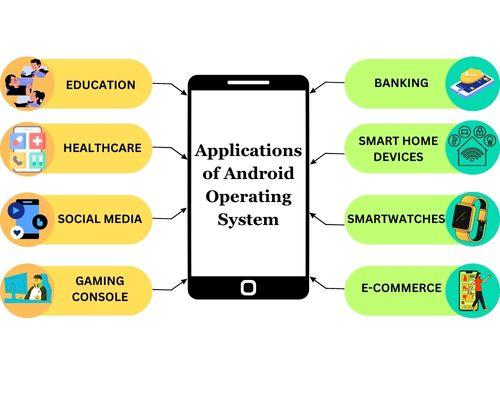 EDUCATION
HEALTHCARE
SOCIAL MEDIA
GAMING
CONSOLE
Applications
of Android
Operating
System
BANKING
SMART HOME
DEVICES
SMARTWATCHES
E-COMMERCE